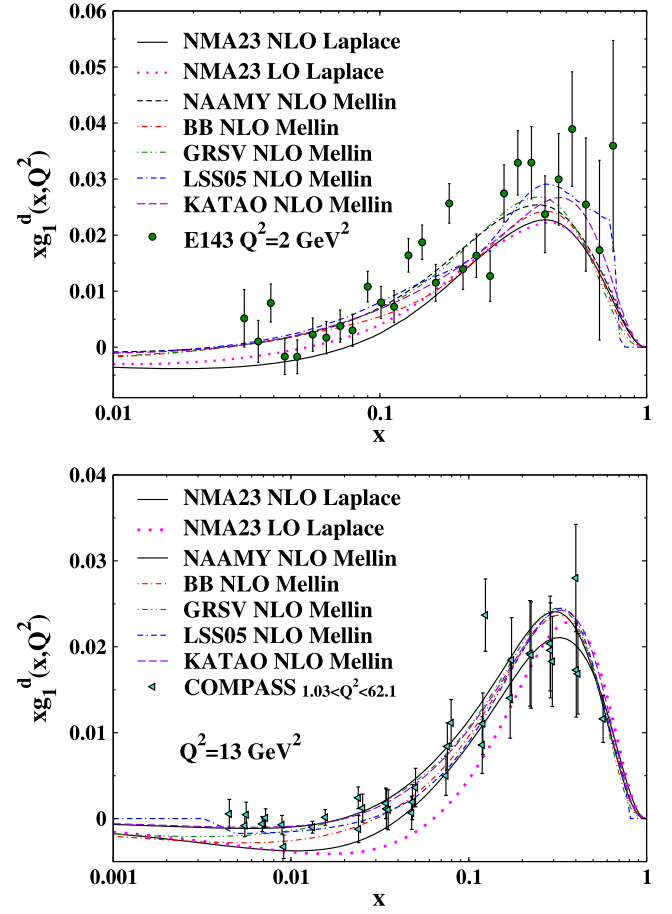 0.06
0.05
0.04
0.03
0.02
0.01
0
xg₁ᵈ(x,Q²)
NMA23 NLO Laplace
NMA23 LO Laplace
NAAMY NLO Mellin
BB NLO Mellin
GRSV NLO Mellin
LSS05 NLO Mellin
KATAO NLO Mellin
E143 Q²=2 GeV²
0.01 0.1 1
x
0.04
0.03
0.02
0.01
0
xg₁ᵈ(x,Q²)
NMA23 NLO Laplace
NMA23 LO Laplace
NAAMY NLO Mellin
BB NLO Mellin
GRSV NLO Mellin
LSS05 NLO Mellin
KATAO NLO Mellin
COMPASS 1.03<Q²<62.1
Q²=13 GeV²
0.001 0.01 0.1 1
x